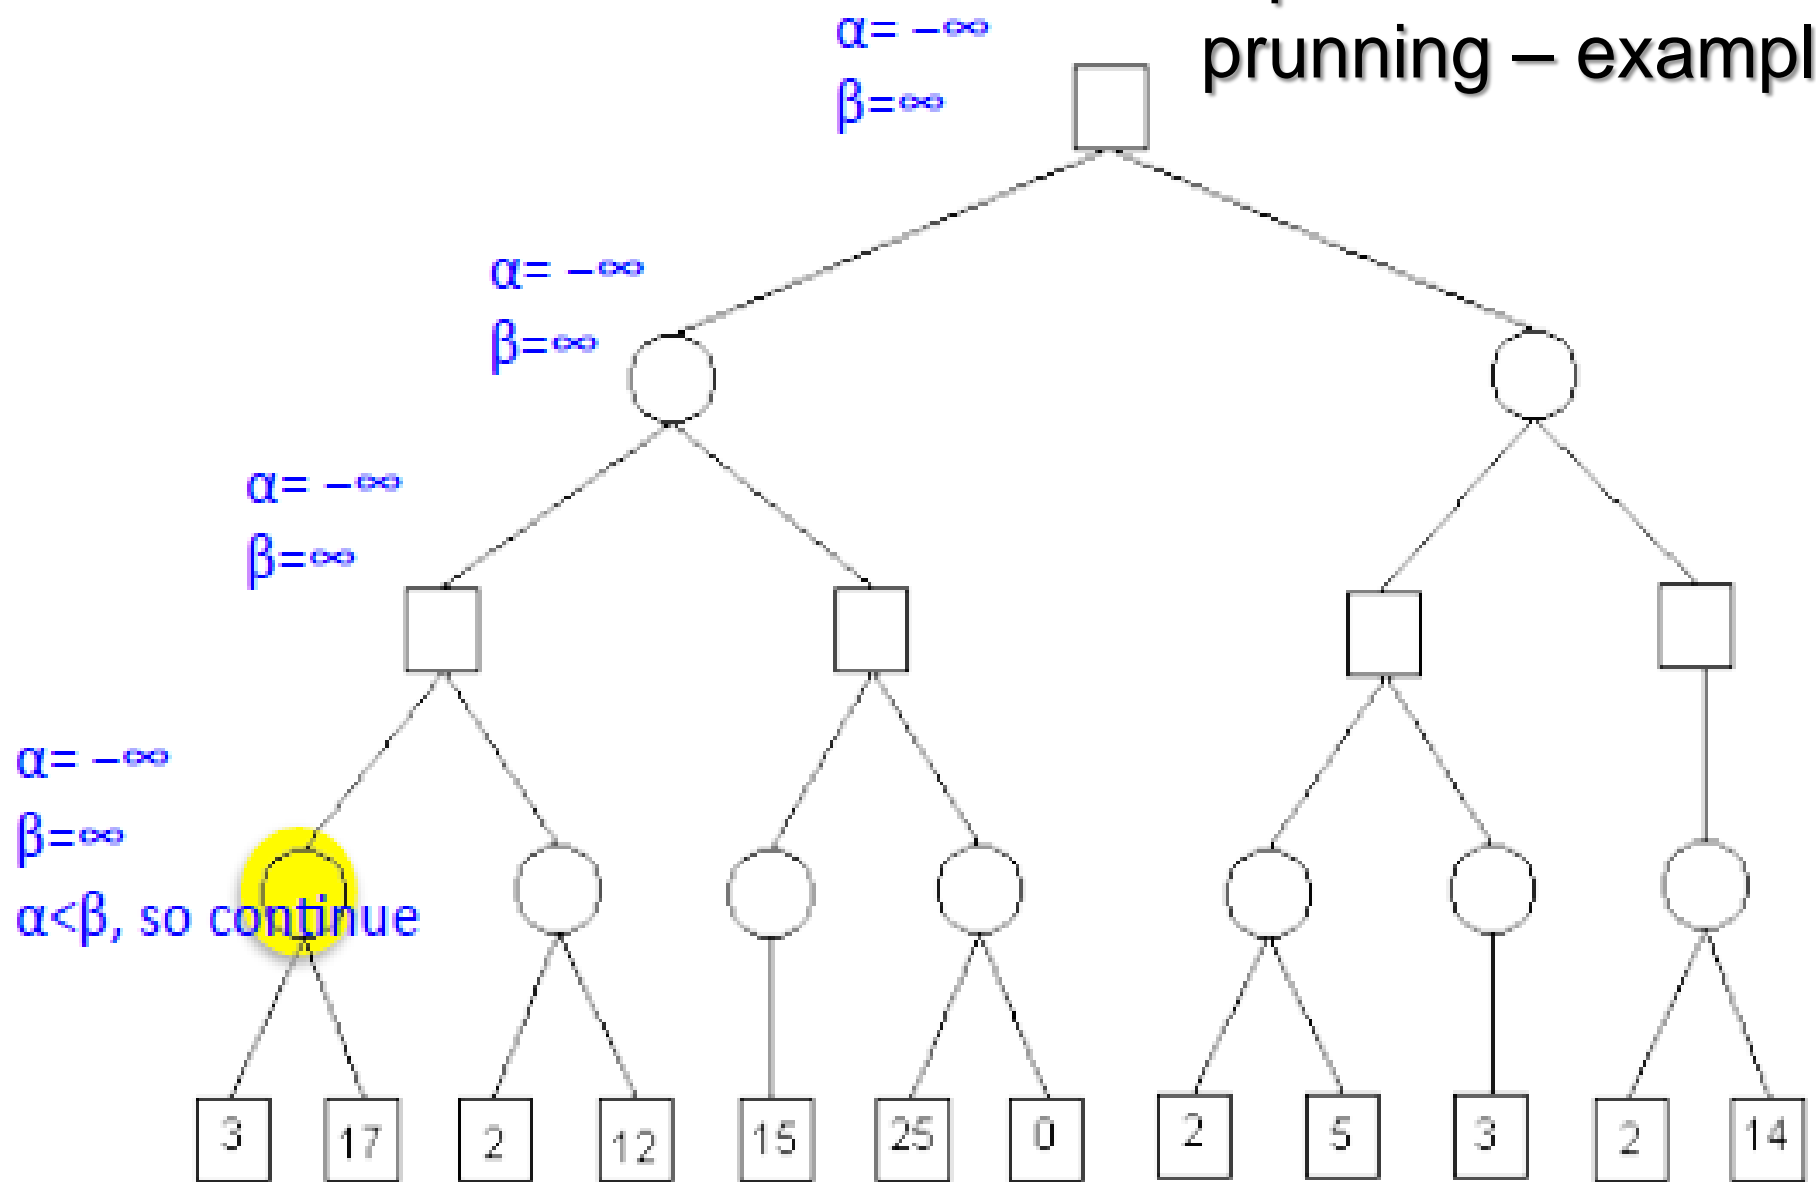 prunning – exampl
α= −∞
β=∞
α= −∞
β=∞
α= −∞
β=∞
α= −∞
β=∞
α<β, so continue
3 17 2 12 15 25 0 2 5 3 2 14